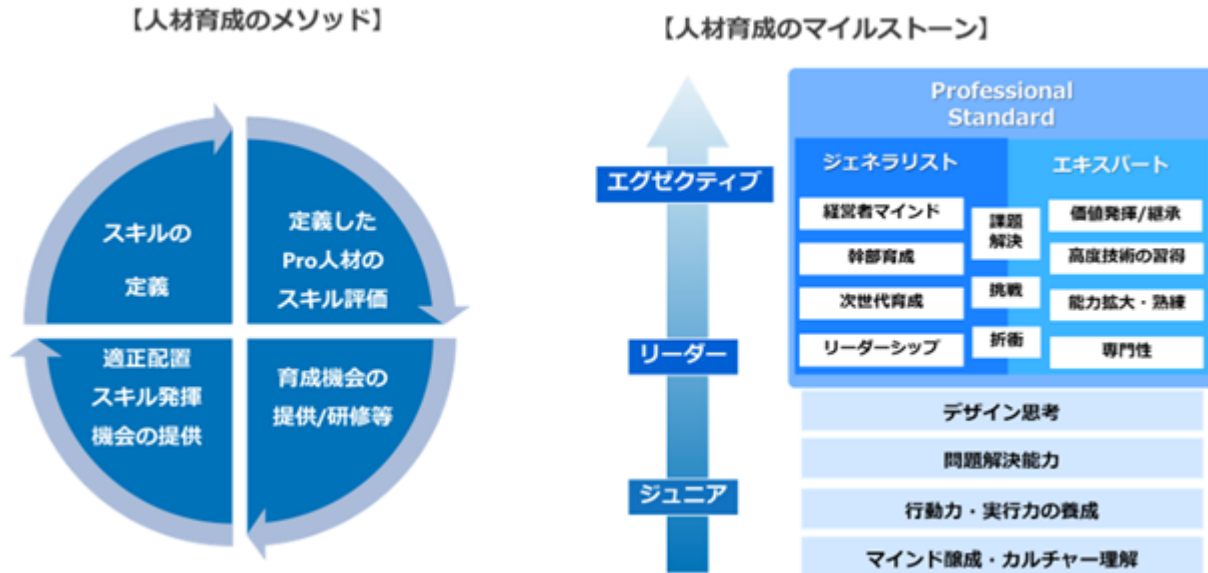 【人材育成のメソッド】
スキルの
定義
定義した
Pro人材の
スキル評価
適正配置
スキル発揮
機会の提供
育成機会の
提供/研修等
【人材育成のマイルストーン】
エグゼクティブ
リーダー
ジュニア
Professional
Standard
ジェネラリスト
エキスパート
経営者マインド
幹部育成
次世代育成
リーダーシップ
課題
解決
挑戦
折衝
価値発揮/継承
高度技術の習得
能力拡大・熟練
専門性
デザイン思考
問題解決能力
行動力・実行力の養成
マインド醸成・カルチャー理解